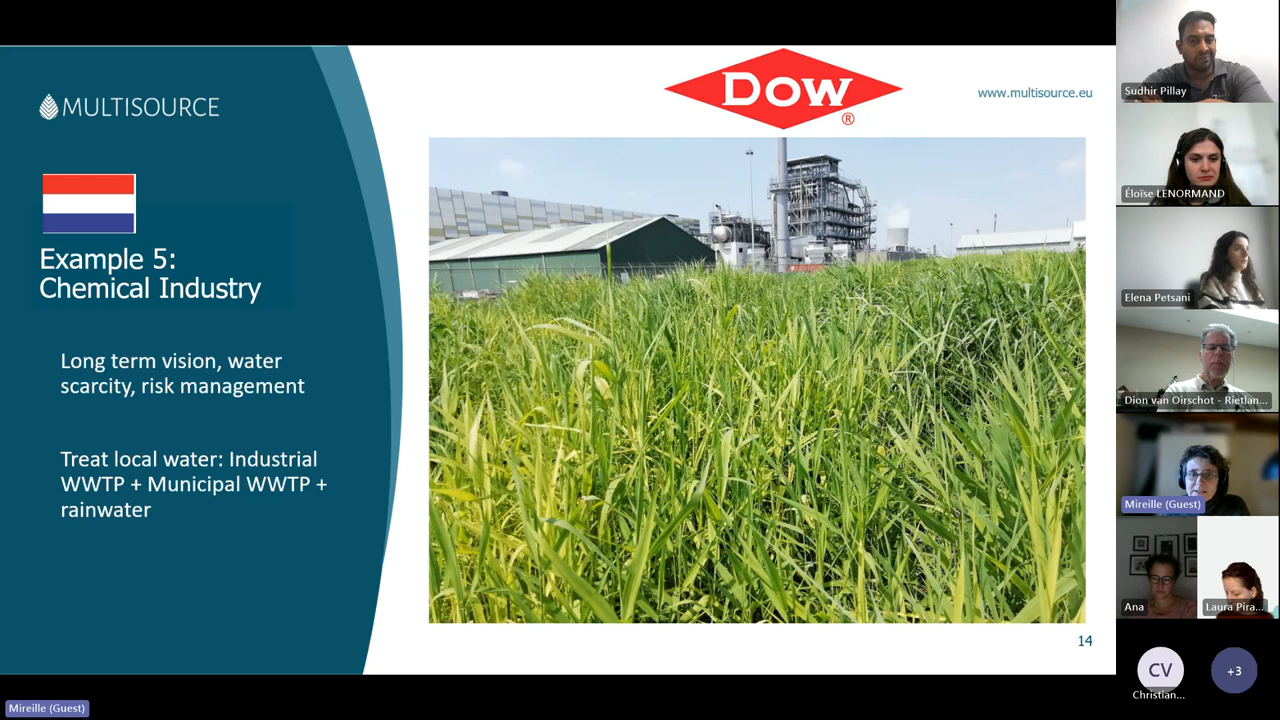 MULTISOURCE
DOW
®
www.multisource.eu
Example 5:
Chemical Industry
Long term vision, water
scarcity, risk management
Treat local water: Industrial
WWTP + Municipal WWTP +
rainwater
14
Sudhir Pillay
Éloïse LENORMAND
Elena Petsani
Dion van Oirschot - Rietlan...
Mireille (Guest)
Ana
Laura Pira...
CV
Christian...
+3
Mireille (Guest)